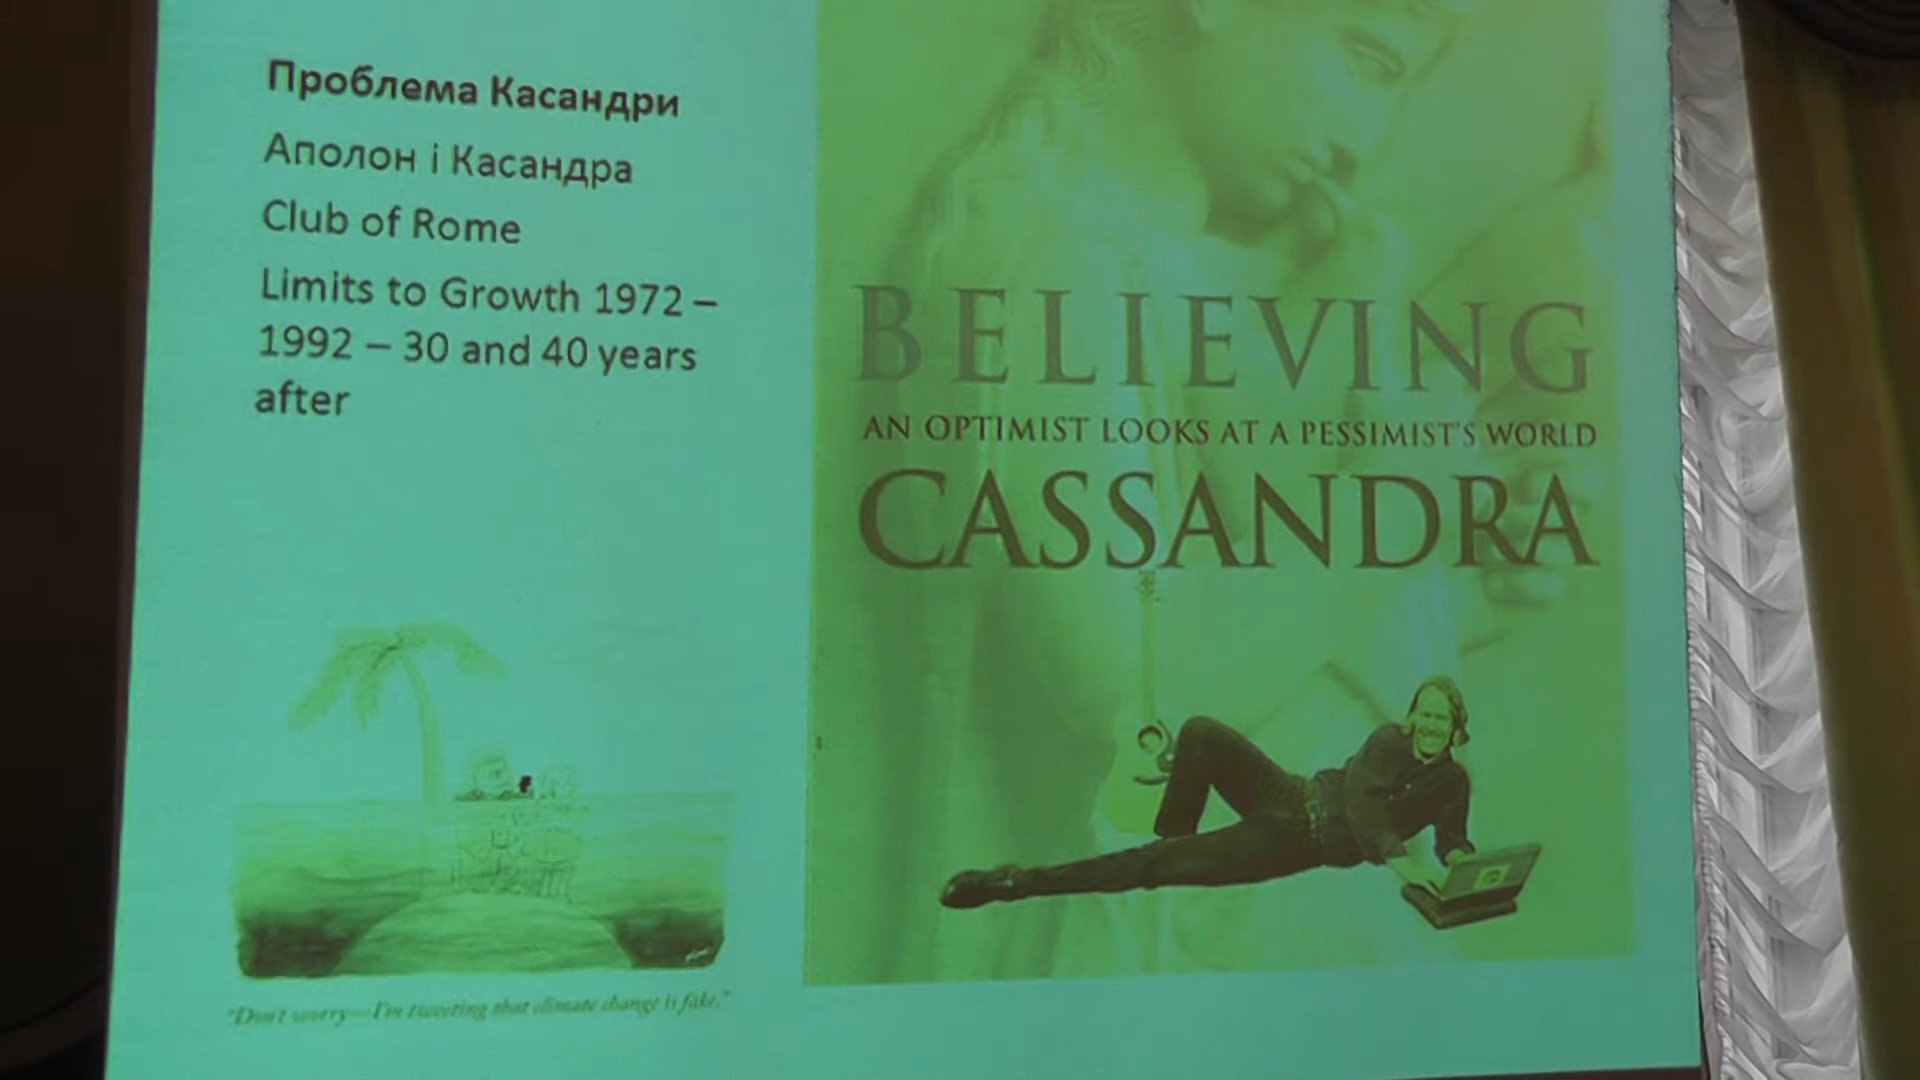 Проблема Касандри
Аполон і Касандра
Club of Rome
Limits to Growth 1972 –
1992 – 30 and 40 years
after
"Don't worry—I'm tweeting that climate change is fake."
BELIEVING
AN OPTIMIST LOOKS AT A PESSIMIST'S WORLD
CASSANDRA